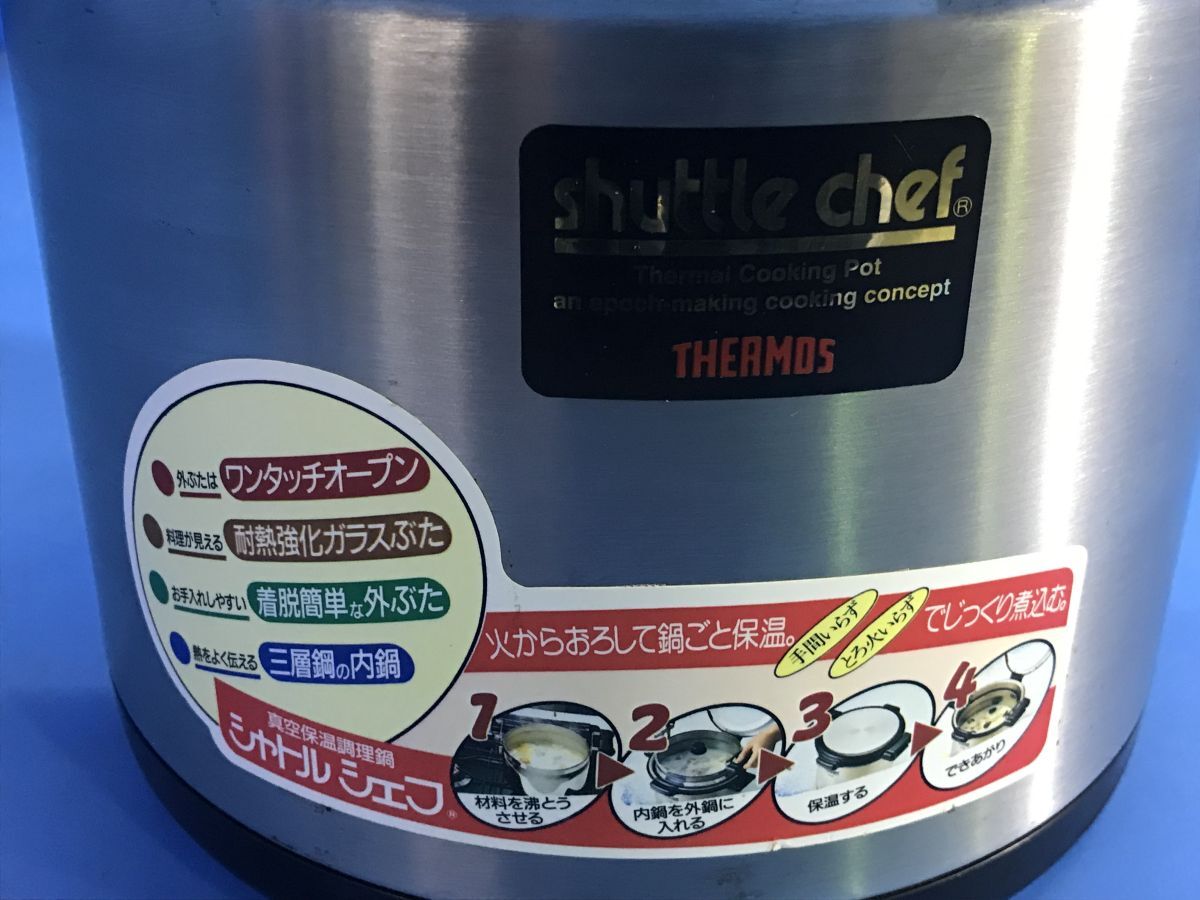 shuttle chef®
Thermal Cooking Pot
an epoch-making cooking concept
THERMOS
外ぶたは ワンタッチオープン
料理が見える 耐熱強化ガラスぶた
お手入れしやすい 着脱簡単な外ぶた
熱をよく伝える 三層鋼の内鍋
真空保温調理鍋
シャトルシェフ®
火からおろして鍋ごと保温。 手間いらず とろ火いらず でじっくり煮込む。
1
材料を沸とう
させる
2
内鍋を外鍋に
入れる
3
保温する
4
できあがり